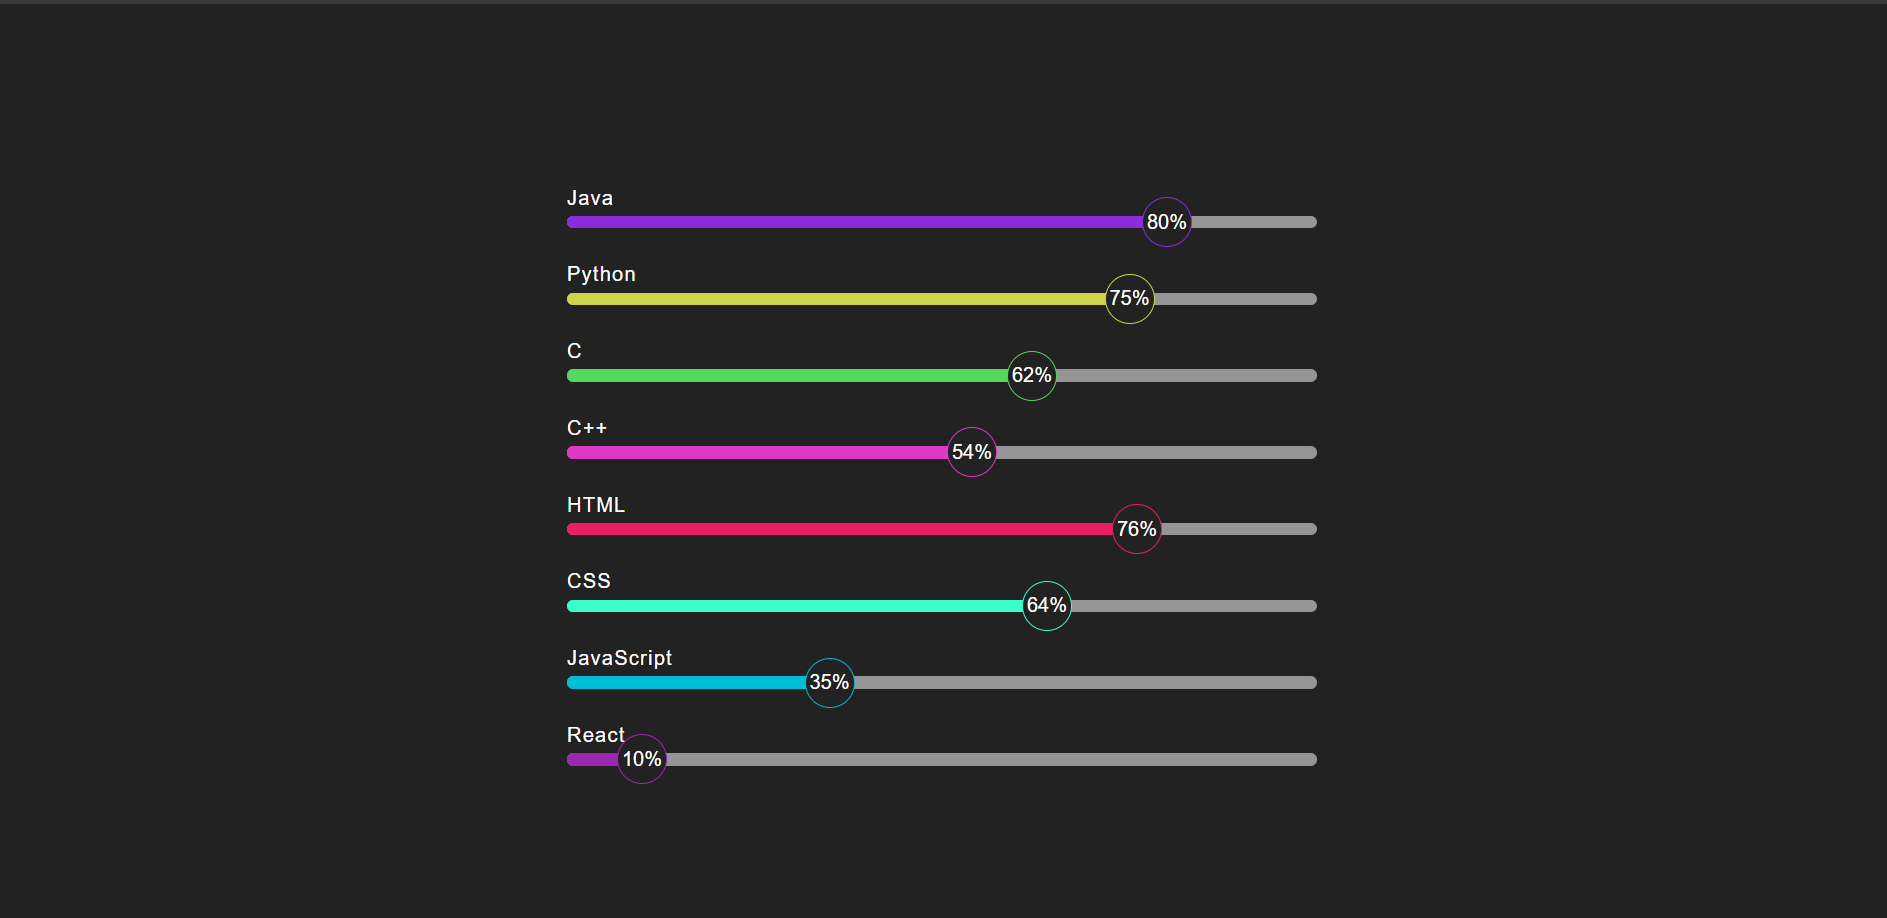 Java
80%
Python
75%
C
62%
C++
54%
HTML
76%
CSS
64%
JavaScript
35%
React
10%